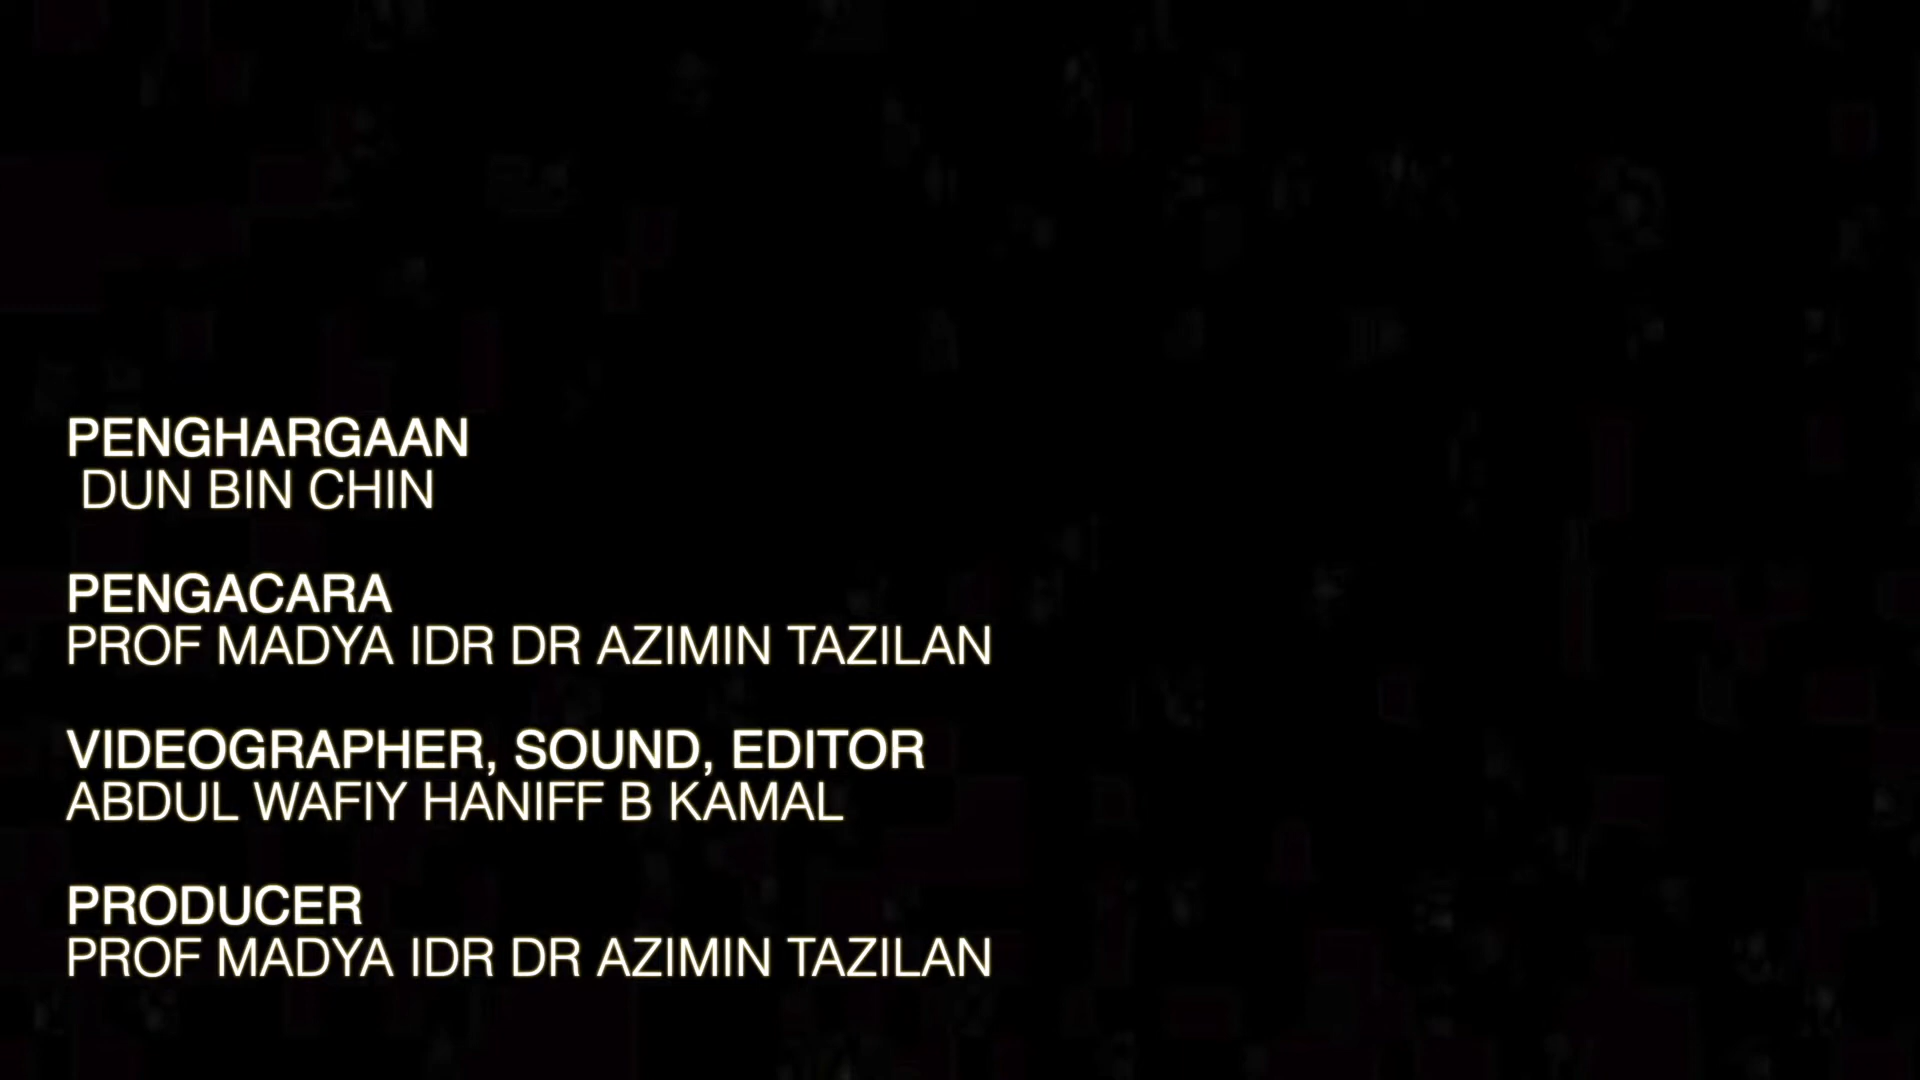 PENGHARGAAN
DUN BIN CHIN
PENGACARA
PROF MADYA IDR DR AZIMIN TAZILAN
VIDEOGRAPHER, SOUND, EDITOR
ABDUL WAFIY HANIFF B KAMAL
PRODUCER
PROF MADYA IDR DR AZIMIN TAZILAN